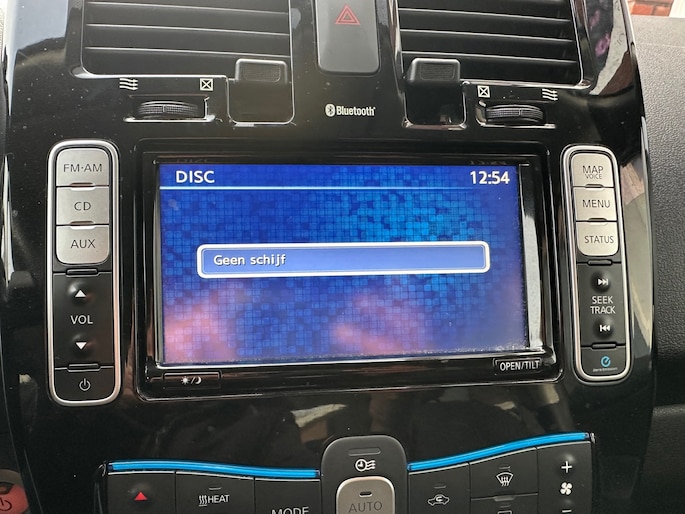 Bluetooth
FM·AM
CD
AUX
VOL
DISC
12:54
Geen schijf
MAP
VOICE
MENU
STATUS
SEEK
TRACK
OPEN/TILT
HEAT
MODE
AUTO